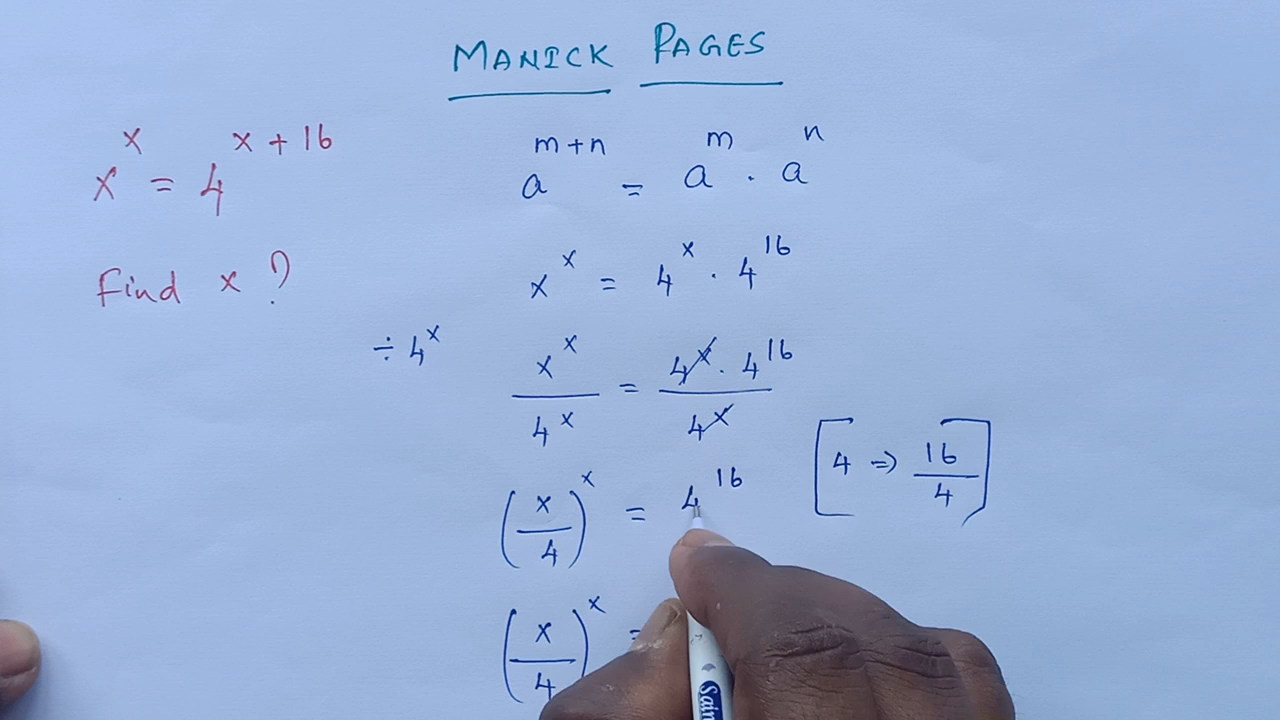 MANICK PAGES
x^x = 4^(x+16)
Find x ?
a^(m+n) = a^m . a^n
x^x = 4^x . 4^16
÷4^x x^x/4^x = 4^x . 4^16/4^x
(x/4)^x = 4^16 [4 ⇒ 16/4]
(x/4)^x =
Sain